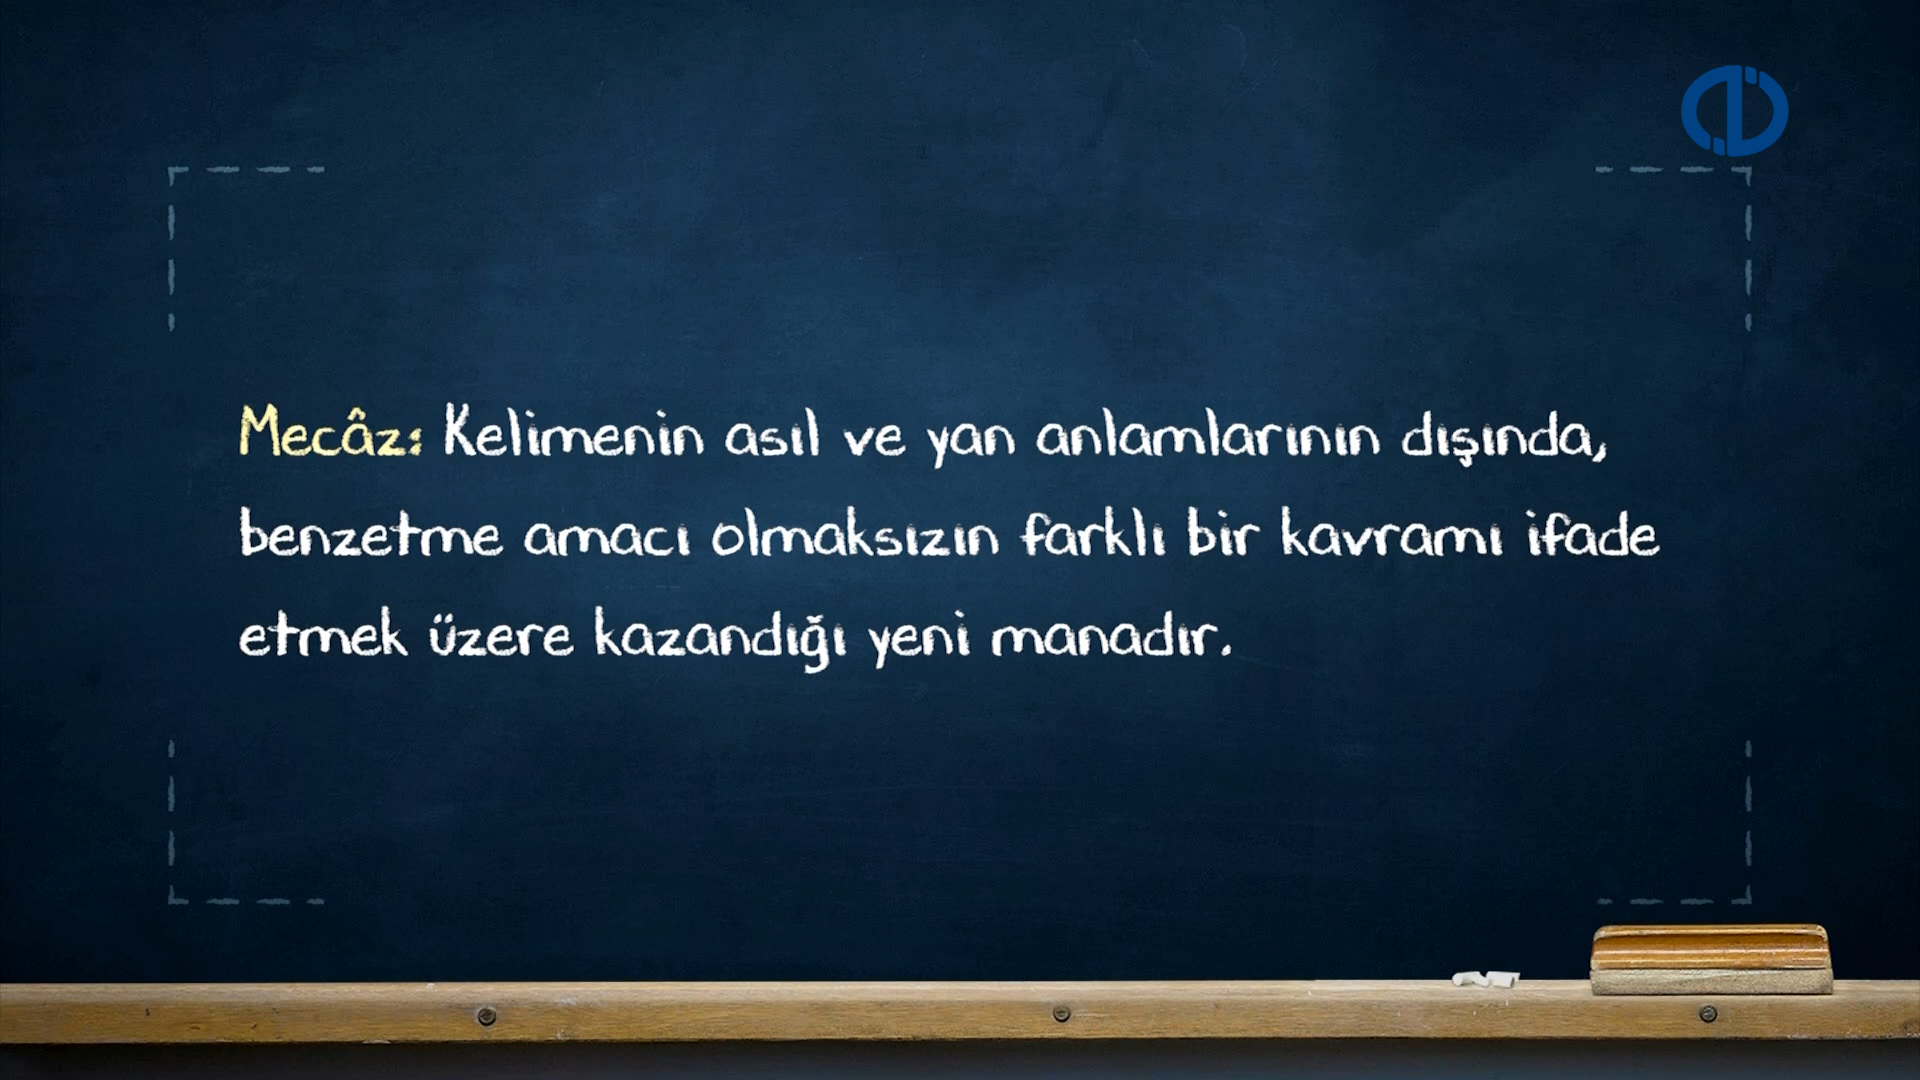 Mecâz: Kelimenin asıl ve yan anlamlarının dışında,
benzetme amacı olmaksızın farklı bir kavramı ifade
etmek üzere kazandığı yeni manadır.